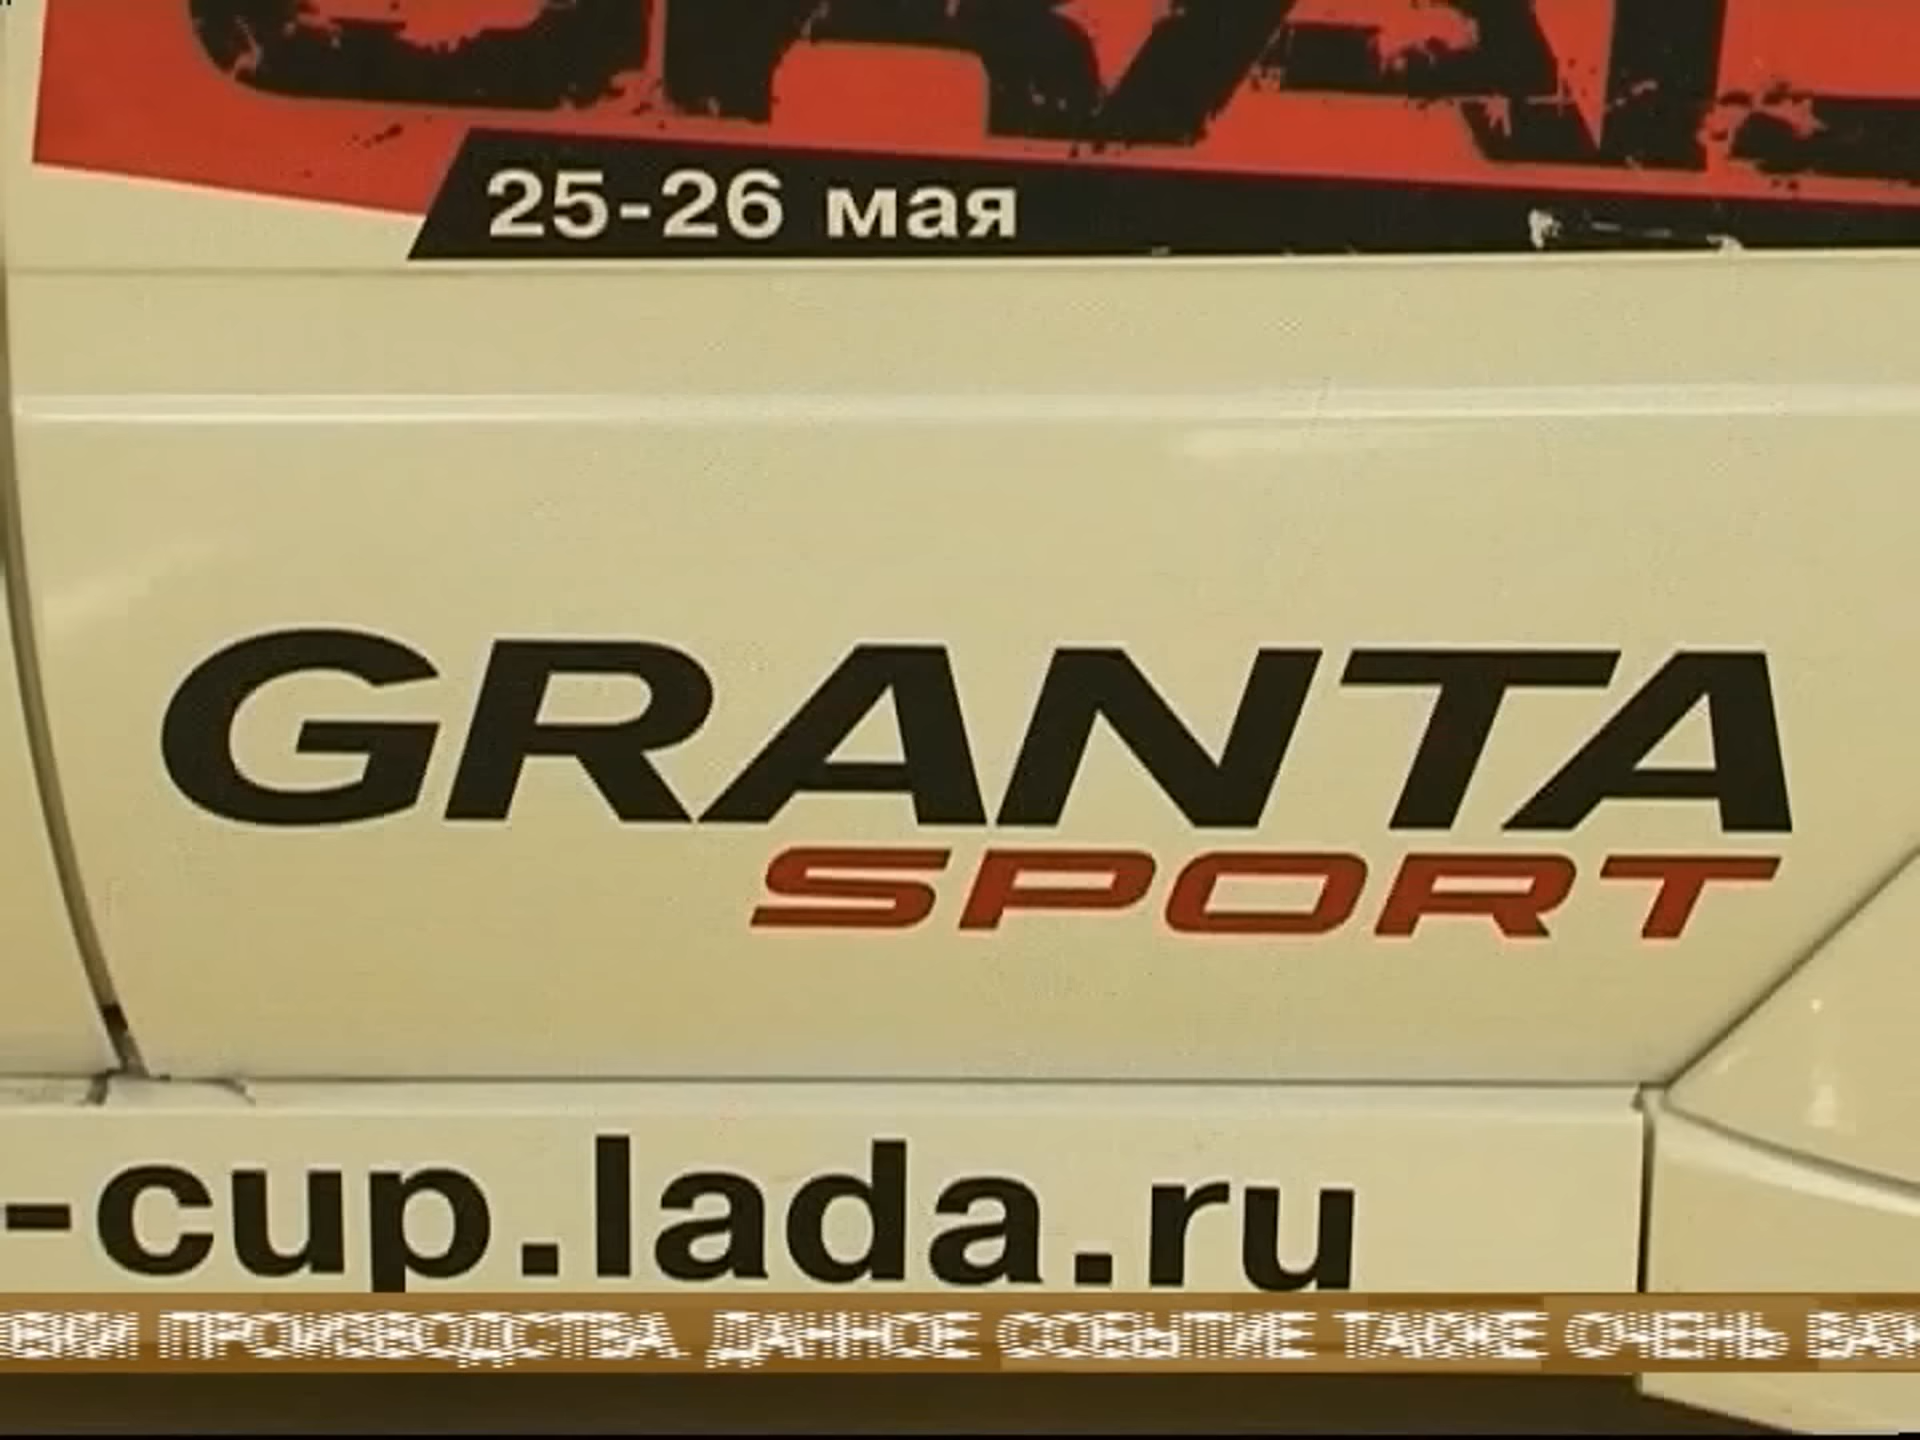 25-26 мая
GRANTA
SPORT
-cup.lada.ru
ПРОИЗВОДСТВА. ДАННОЕ СОБЫТИЕ ТАКЖЕ ОЧЕНЬ